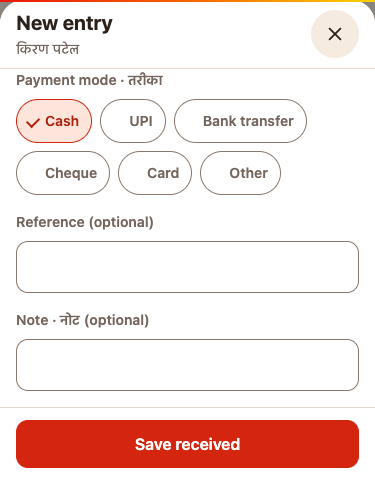 New entry
किरण पटेल
Payment mode · तरीका
Cash UPI Bank transfer
Cheque Card Other
Reference (optional)
Note · नोट (optional)
Save received